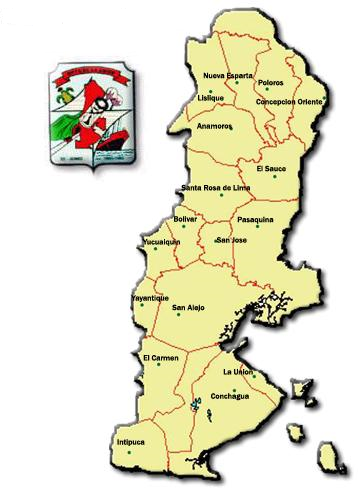 Nueva Esparta
Poloros
Lislique
Concepcion Oriente
Anamoros
El Sauce
Santa Rosa de Lima
Bolivar
Pasaquina
Yucuaiquin
San Jose
Yayantique
San Alejo
El Carmen
La Union
Conchagua
Intipuca